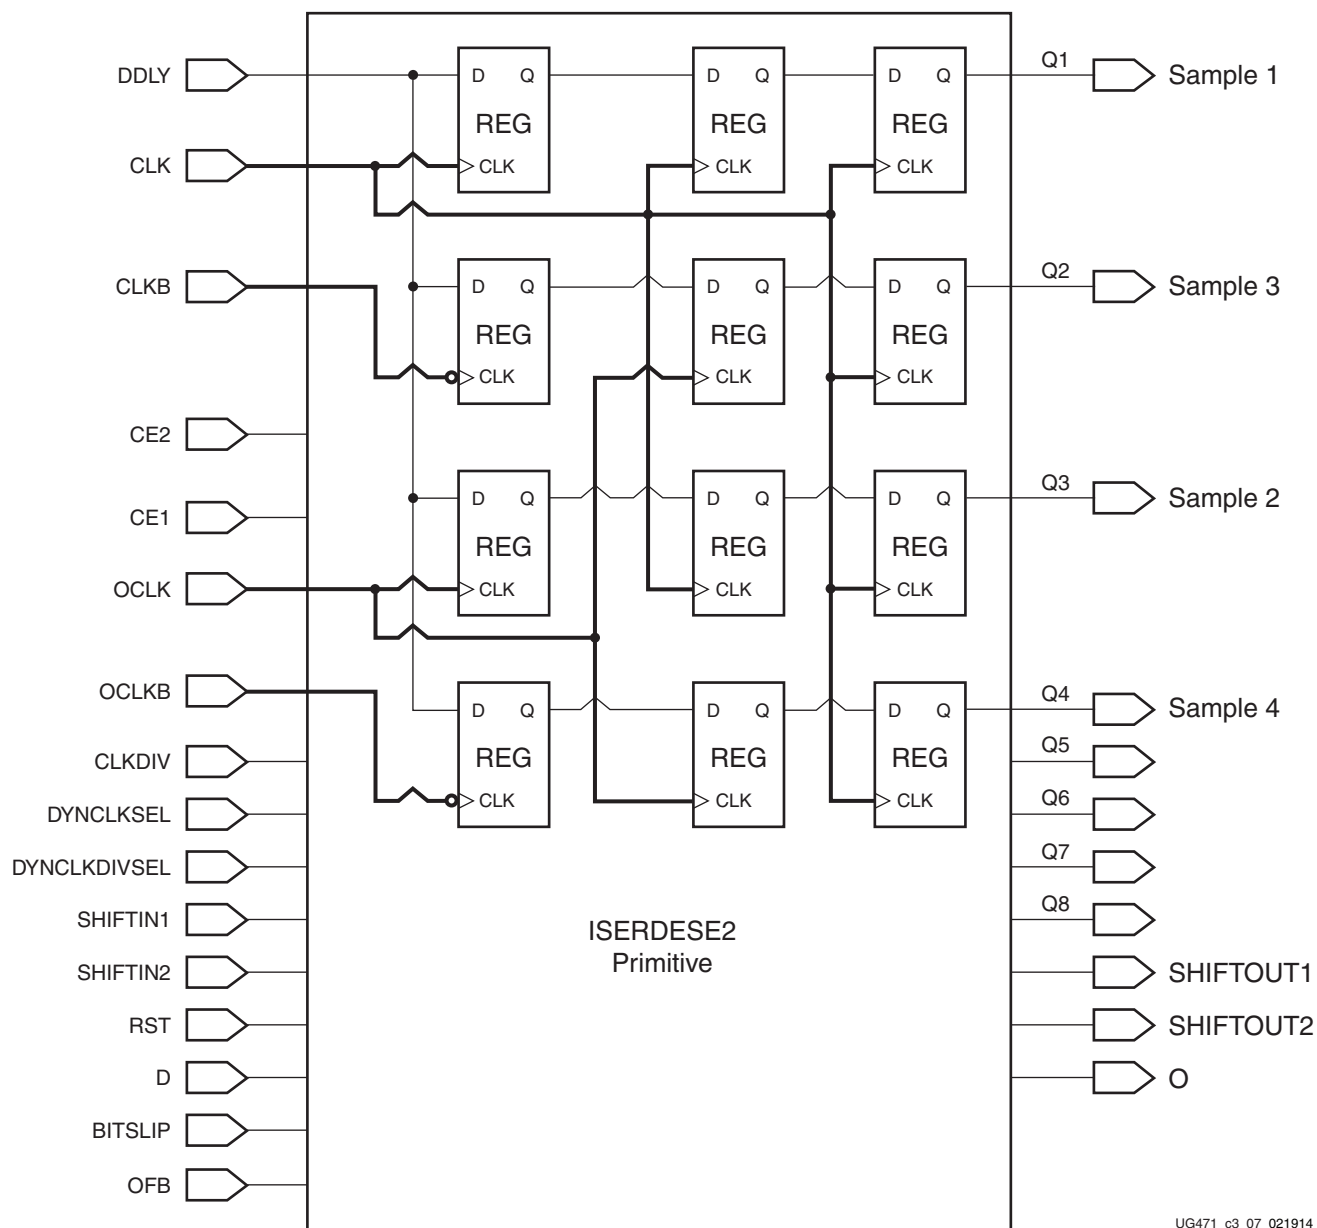 DDLY
D Q
D Q
D Q
Q1
Sample 1
REG
REG
REG
CLK
CLK
CLK
CLK
CLKB
D Q
D Q
D Q
Q2
Sample 3
REG
REG
REG
CLK
CLK
CLK
CE2
CE1
D Q
D Q
D Q
Q3
Sample 2
REG
REG
REG
OCLK
CLK
CLK
CLK
OCLKB
D Q
D Q
D Q
Q4
Sample 4
REG
REG
REG
CLK
CLK
CLK
CLKDIV
Q5
DYNCLKSEL
Q6
DYNCLKDIVSEL
Q7
SHIFTIN1
Q8
ISERDESE2
Primitive
SHIFTIN2
SHIFTOUT1
RST
SHIFTOUT2
D
O
BITSLIP
OFB
UG471_c3_07_021914